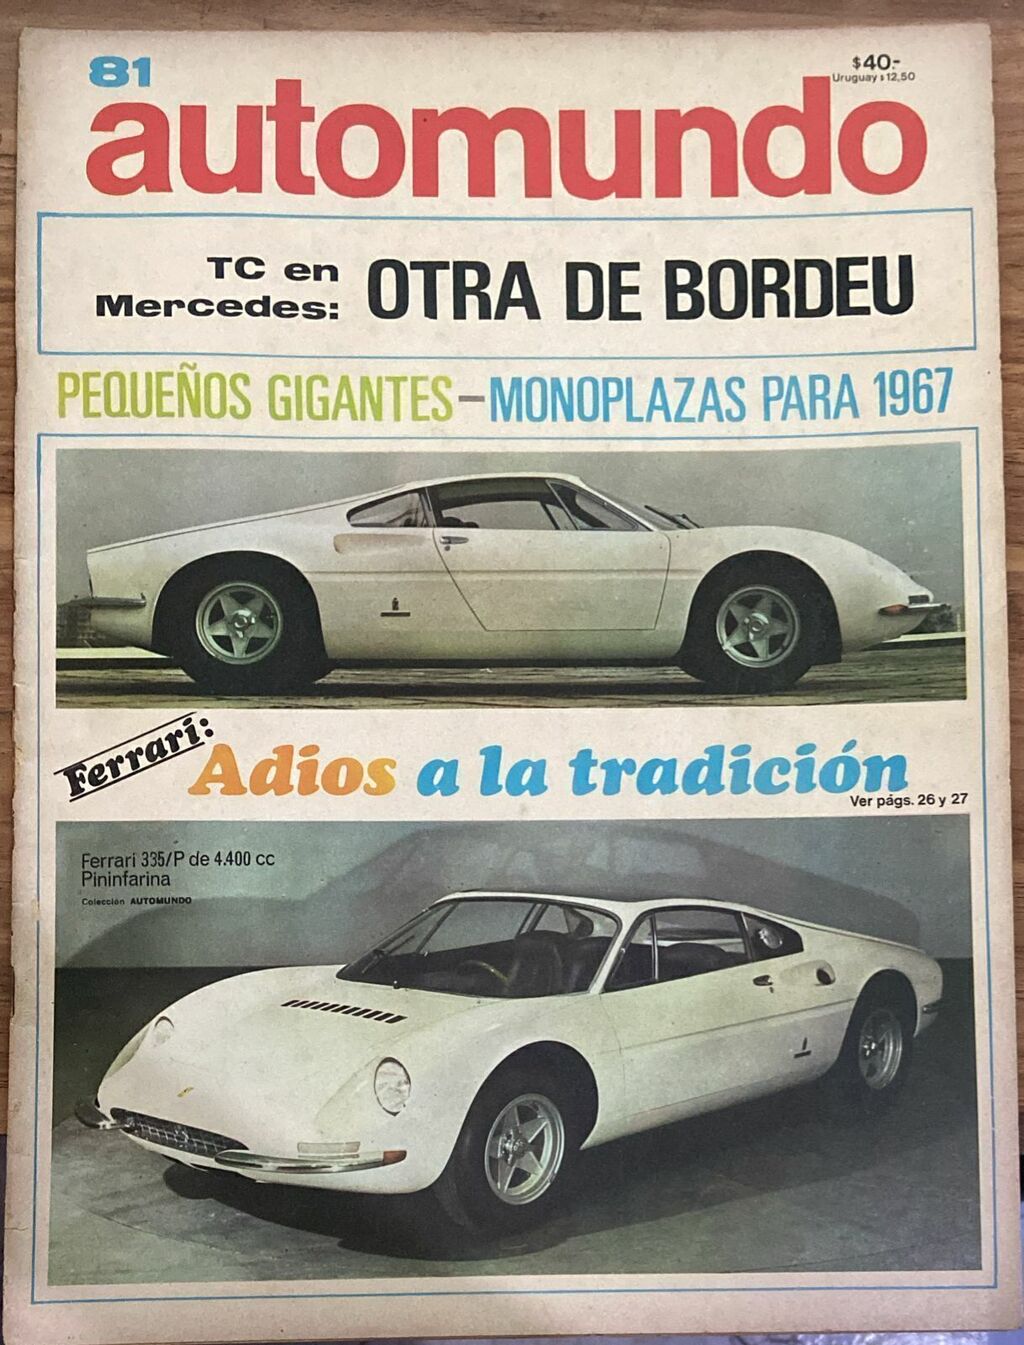 81
$40.-
Uruguay $12,50
automundo
TC en
Mercedes:
OTRA DE BORDEU
PEQUEÑOS GIGANTES-MONOPLAZAS PARA 1967
Ferrari:
Adios a la tradición
Ver págs. 26 y 27
Ferrari 335/P de 4.400 cc
Pininfarina
Colección AUTOMUNDO